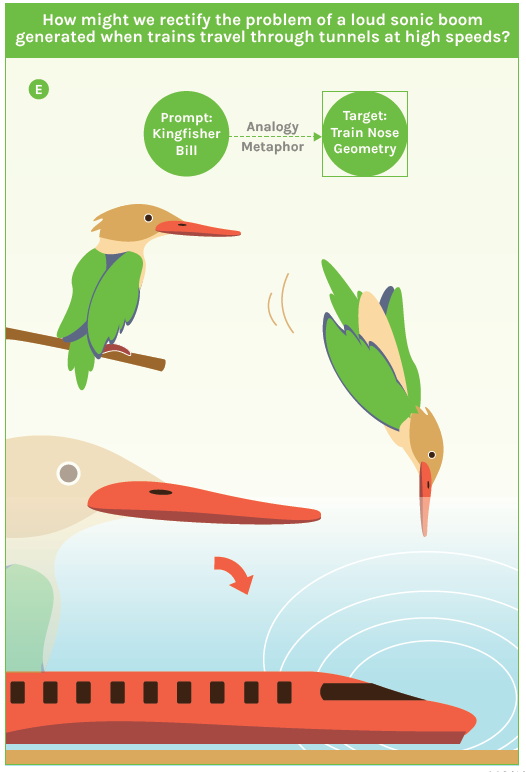 How might we rectify the problem of a loud sonic boom
generated when trains travel through tunnels at high speeds?
E
Prompt:
Kingfisher
Bill
Analogy
Metaphor
Target:
Train Nose
Geometry